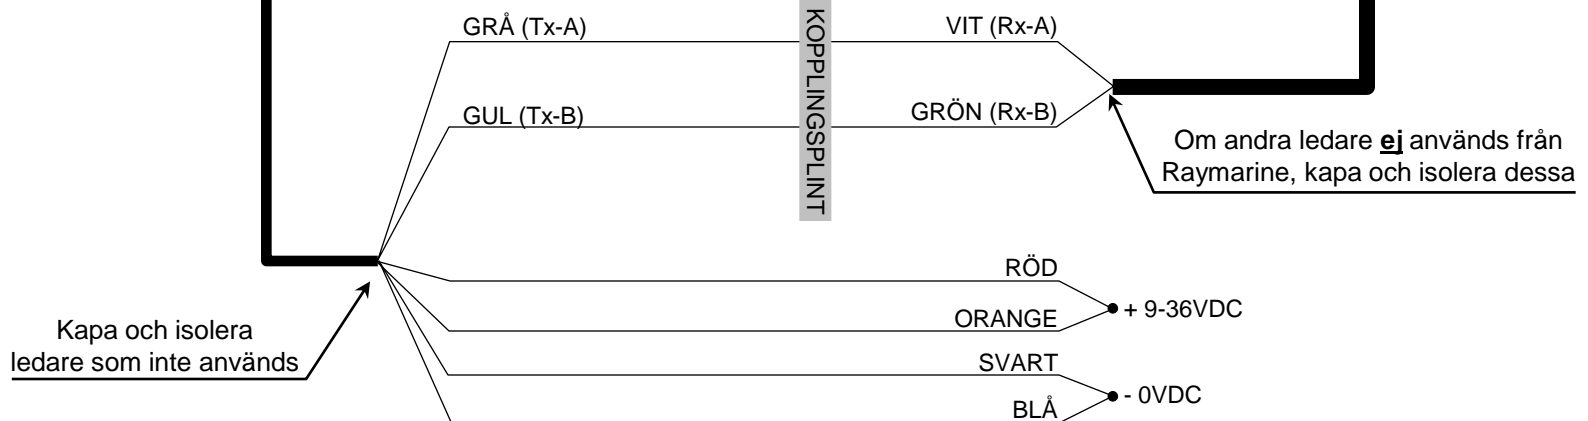 GRÅ (Tx-A)
VIT (Rx-A)
KOPPLINGSPLINT
GUL (Tx-B)
GRÖN (Rx-B)
Om andra ledare ej används från
Raymarine, kapa och isolera dessa
RÖD
+ 9-36VDC
ORANGE
Kapa och isolera
ledare som inte används
SVART
- 0VDC
BLÅ